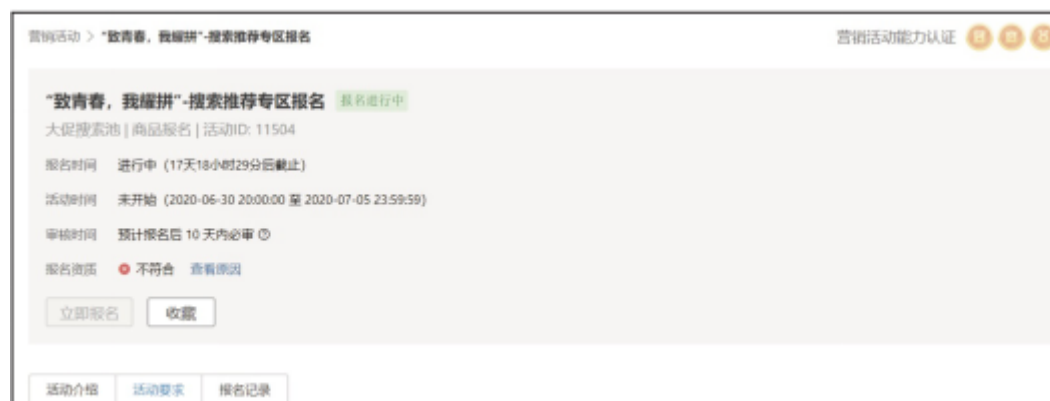 营销活动 > “致青春，我耀拼”-搜索推荐专区报名
营销活动能力认证
“致青春，我耀拼”-搜索推荐专区报名 报名进行中
大促搜索池 | 商品报名 | 活动ID: 11504
报名时间 进行中 (17天18小时29分后截止)
活动时间 未开始 (2020-06-30 20:00:00 至 2020-07-05 23:59:59)
审核时间 预计报名后 10 天内必审
报名资质 不符合 查看原因
立即报名 收藏
活动介绍 活动要求 报名记录